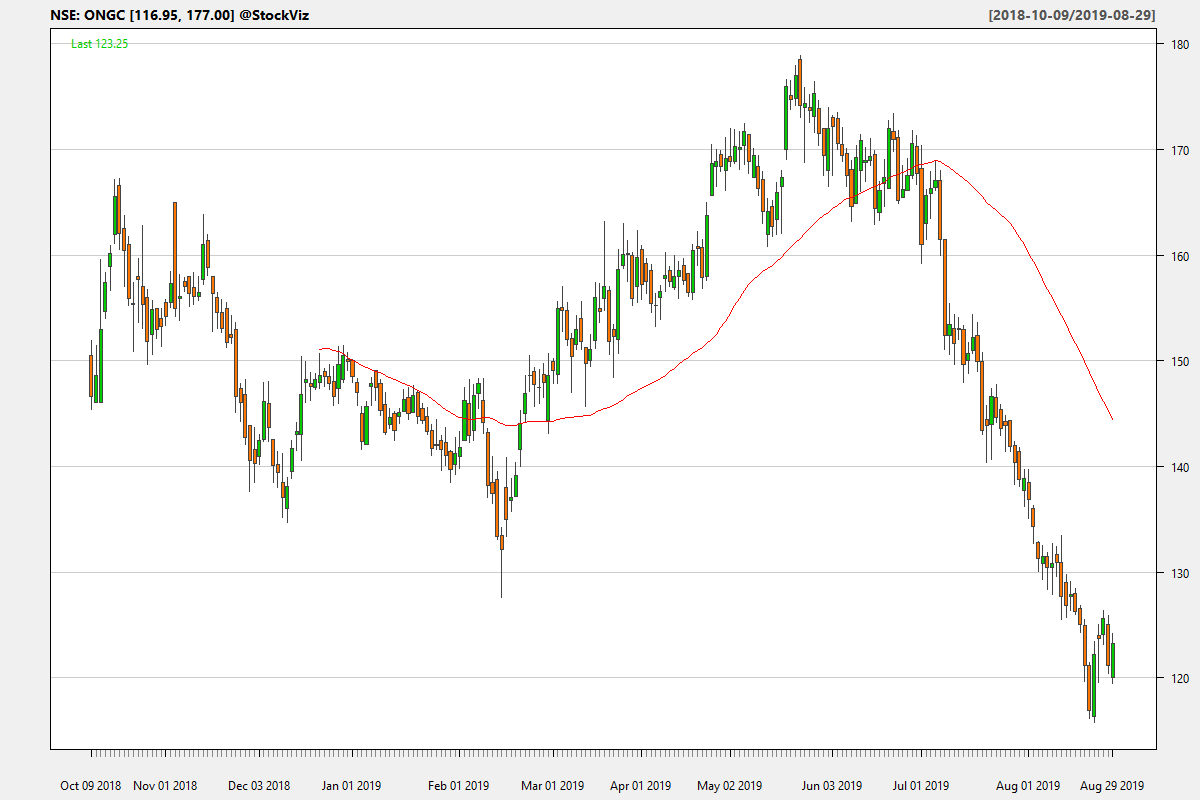 NSE: ONGC [116.95, 177.00] @StockViz
[2018-10-09/2019-08-29]
Last 123.25
180
170
160
150
140
130
120
Oct 09 2018 Nov 01 2018 Dec 03 2018 Jan 01 2019 Feb 01 2019 Mar 01 2019 Apr 01 2019 May 02 2019 Jun 03 2019 Jul 01 2019 Aug 01 2019 Aug 29 2019